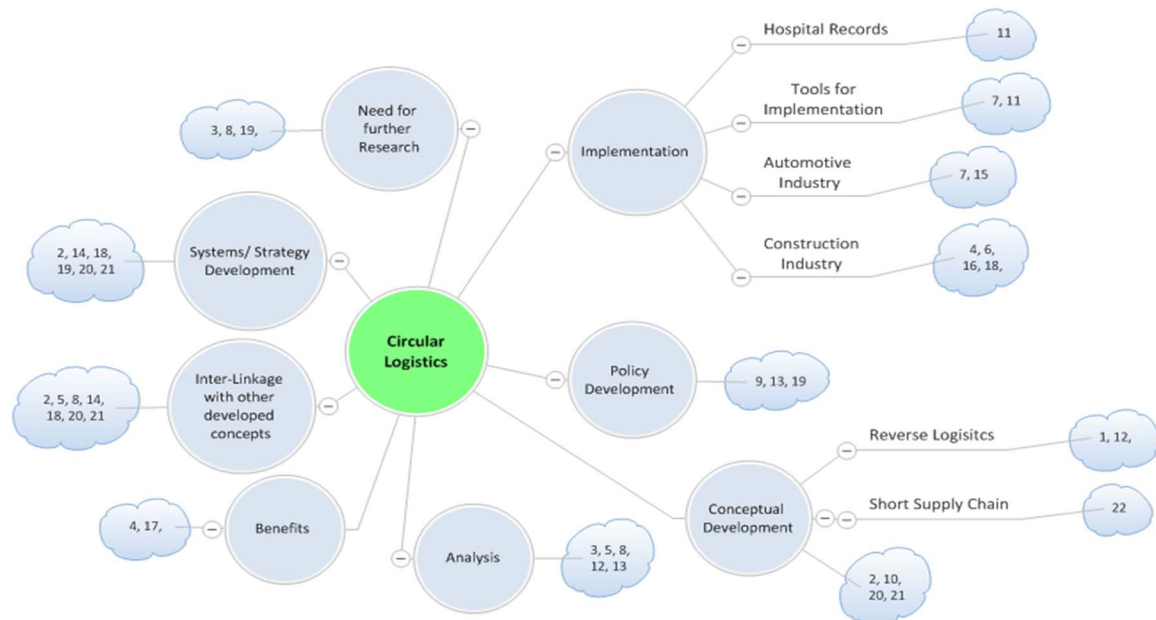 Hospital Records
11
Tools for
Implementation
7, 11
Need for
further
Research
3, 8, 19,
Implementation
Automotive
Industry
7, 15
Systems/ Strategy
Development
2, 14, 18,
19, 20, 21
Construction
Industry
4, 6,
16, 18,
Circular
Logistics
Policy
Development
9, 13, 19
Inter-Linkage
with other
developed
concepts
2, 5, 8, 14,
18, 20, 21
Reverse Logisitcs
1, 12,
Short Supply Chain
22
Conceptual
Development
Benefits
4, 17,
Analysis
3, 5, 8,
12, 13
2, 10,
20, 21